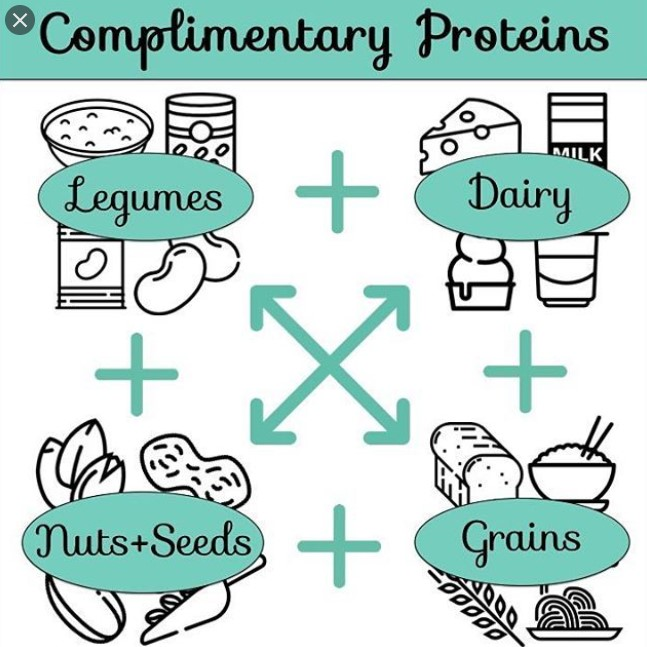 Complimentary Proteins
Legumes
Dairy
MILK
Nuts+Seeds
Grains